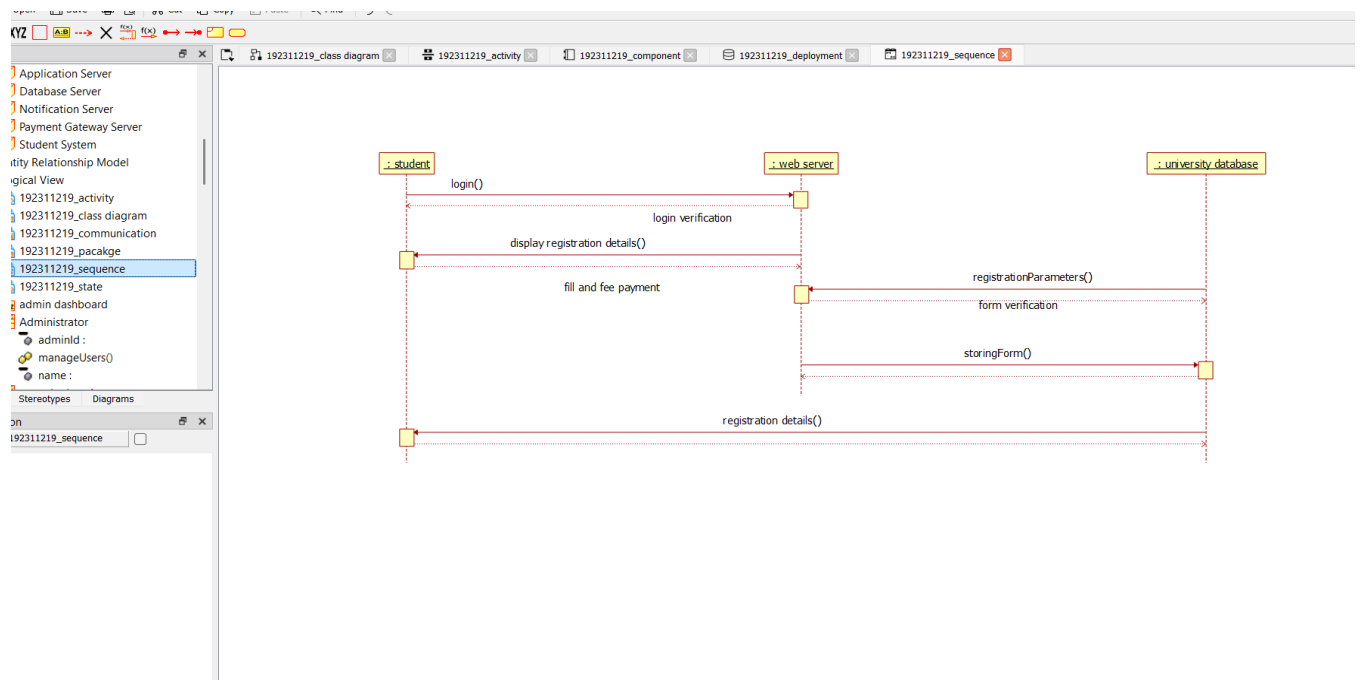 Open Save Cut Copy Paste Find
XYZ A:B f(x) f(x)
192311219_class diagram 192311219_activity 192311219_component 192311219_deployment 192311219_sequence
Application Server
Database Server
Notification Server
Payment Gateway Server
Student System
tity Relationship Model
ogical View
192311219_activity
192311219_class diagram
192311219_communication
192311219_pacakge
192311219_sequence
192311219_state
admin dashboard
Administrator
adminId :
manageUsers()
name :
Stereotypes Diagrams
on
192311219_sequence
: student : web server : university database
login()
login verification
display registration details()
registrationParameters()
fill and fee payment
form verification
storingForm()
registration details()